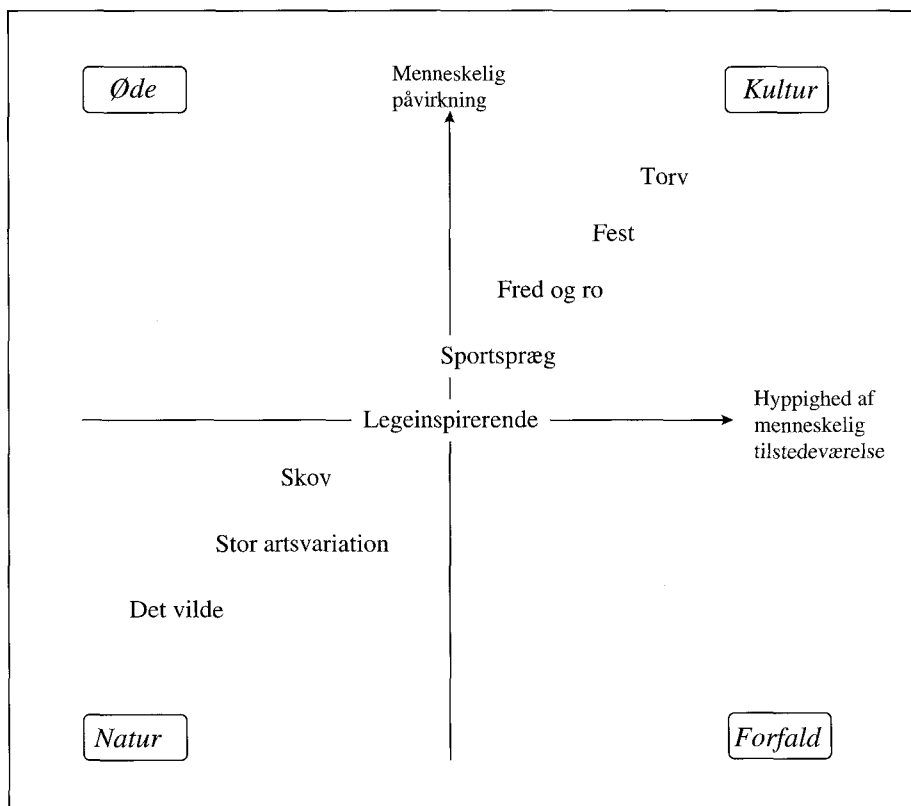 Øde
Menneskelig
påvirkning
Kultur
Torv
Fest
Fred og ro
Sportspræg
Legeinspirerende
Hyppighed af
menneskelig
tilstedeværelse
Skov
Stor artsvariation
Det vilde
Natur
Forfald